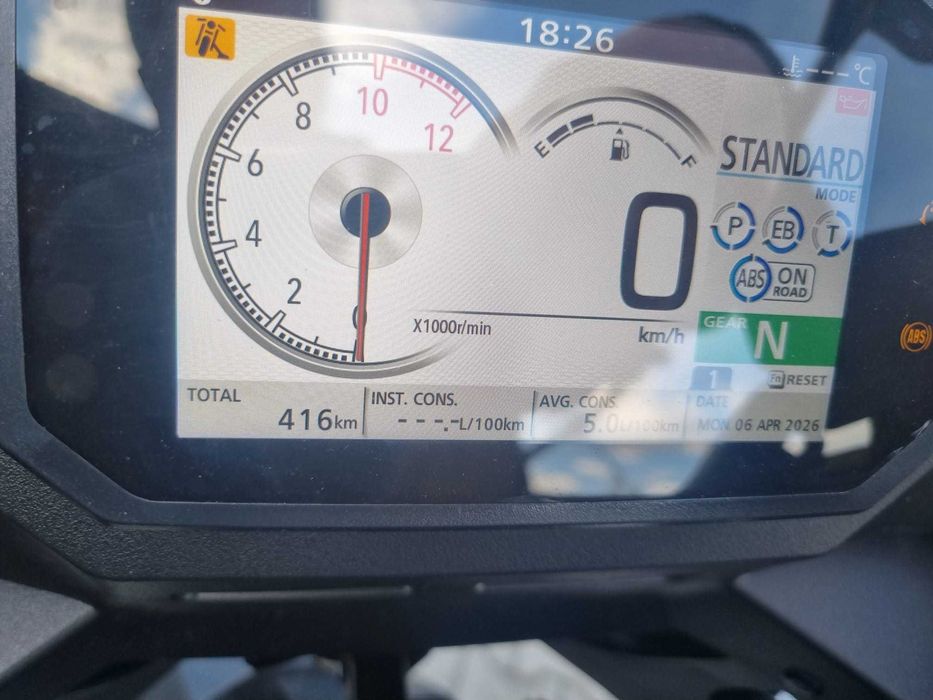 18:26
---°C
10
8
12
6
4
2
0
E
F
STANDARD
MODE
P
EB
T
ABS
ON
ROAD
0
X1000r/min
km/h
GEAR
N
1
Fn RESET
ABS
TOTAL
416km
INST. CONS.
---.-L/100km
AVG. CONS.
5.0L/100km
DATE
MON 06 APR 2026